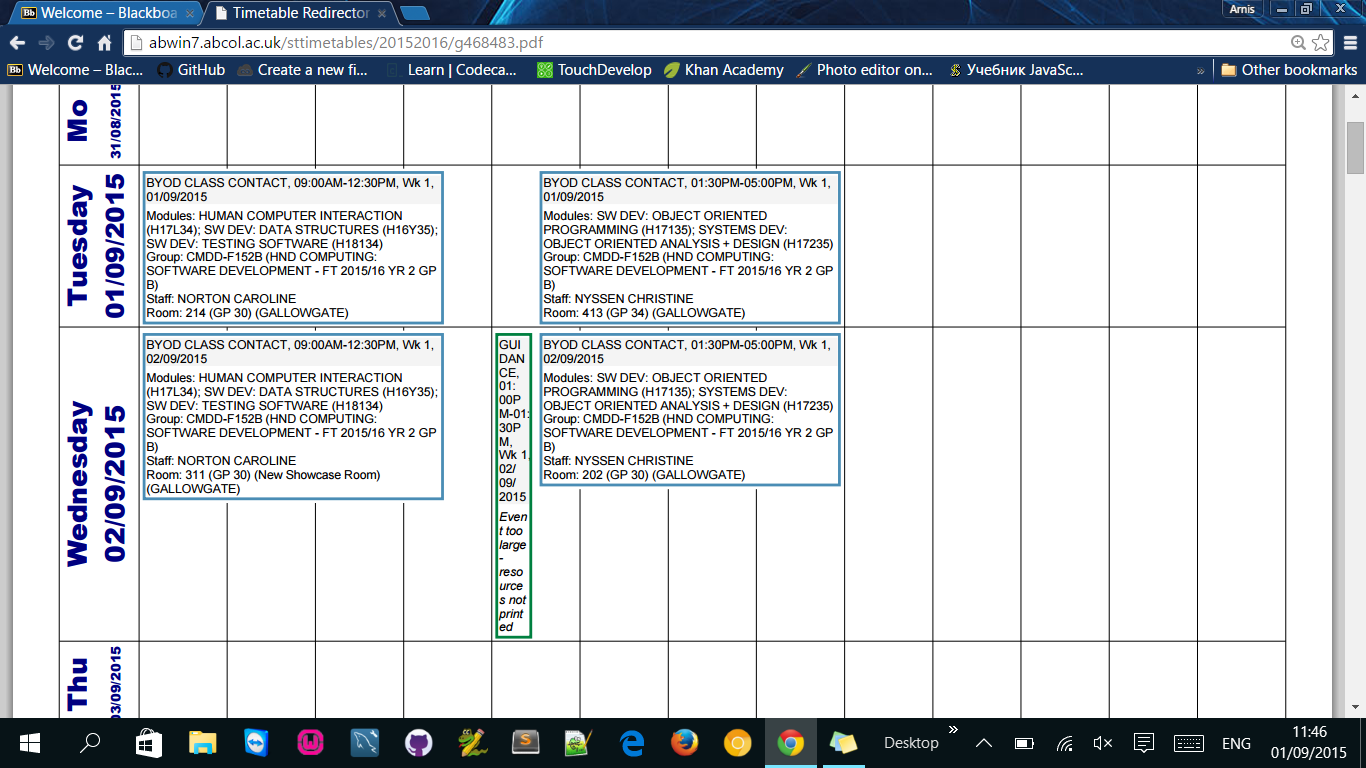 Welcome – Blackboa
Timetable Redirector
Arnis
abwin7.abcol.ac.uk/sttimetables/20152016/g468483.pdf
Bb Welcome – Blac...
GitHub
Create a new fi...
Learn | Codeca...
TouchDevelop
Khan Academy
Photo editor on...
Учебник JavaSc...
»
Other bookmarks
Mo
31/08/2015
Tuesday
01/09/2015
BYOD CLASS CONTACT, 09:00AM-12:30PM, Wk 1,
01/09/2015
Modules: HUMAN COMPUTER INTERACTION
(H17L34); SW DEV: DATA STRUCTURES (H16Y35);
SW DEV: TESTING SOFTWARE (H18134)
Group: CMDD-F152B (HND COMPUTING:
SOFTWARE DEVELOPMENT - FT 2015/16 YR 2 GP
B)
Staff: NORTON CAROLINE
Room: 214 (GP 30) (GALLOWGATE)
BYOD CLASS CONTACT, 01:30PM-05:00PM, Wk 1,
01/09/2015
Modules: SW DEV: OBJECT ORIENTED
PROGRAMMING (H17135); SYSTEMS DEV:
OBJECT ORIENTED ANALYSIS + DESIGN (H17235)
Group: CMDD-F152B (HND COMPUTING:
SOFTWARE DEVELOPMENT - FT 2015/16 YR 2 GP
B)
Staff: NYSSEN CHRISTINE
Room: 413 (GP 34) (GALLOWGATE)
Wednesday
02/09/2015
BYOD CLASS CONTACT, 09:00AM-12:30PM, Wk 1,
02/09/2015
Modules: HUMAN COMPUTER INTERACTION
(H17L34); SW DEV: DATA STRUCTURES (H16Y35);
SW DEV: TESTING SOFTWARE (H18134)
Group: CMDD-F152B (HND COMPUTING:
SOFTWARE DEVELOPMENT - FT 2015/16 YR 2 GP
B)
Staff: NORTON CAROLINE
Room: 311 (GP 30) (New Showcase Room)
(GALLOWGATE)
GUI
DAN
CE,
01:
00P
M-01:
30P
M,
Wk 1,
02/
09/
2015
Even
t too
large
-
reso
urce
s not
print
ed
BYOD CLASS CONTACT, 01:30PM-05:00PM, Wk 1,
02/09/2015
Modules: SW DEV: OBJECT ORIENTED
PROGRAMMING (H17135); SYSTEMS DEV:
OBJECT ORIENTED ANALYSIS + DESIGN (H17235)
Group: CMDD-F152B (HND COMPUTING:
SOFTWARE DEVELOPMENT - FT 2015/16 YR 2 GP
B)
Staff: NYSSEN CHRISTINE
Room: 202 (GP 30) (GALLOWGATE)
Thu
03/09/2015
Desktop
»
ENG
11:46
01/09/2015